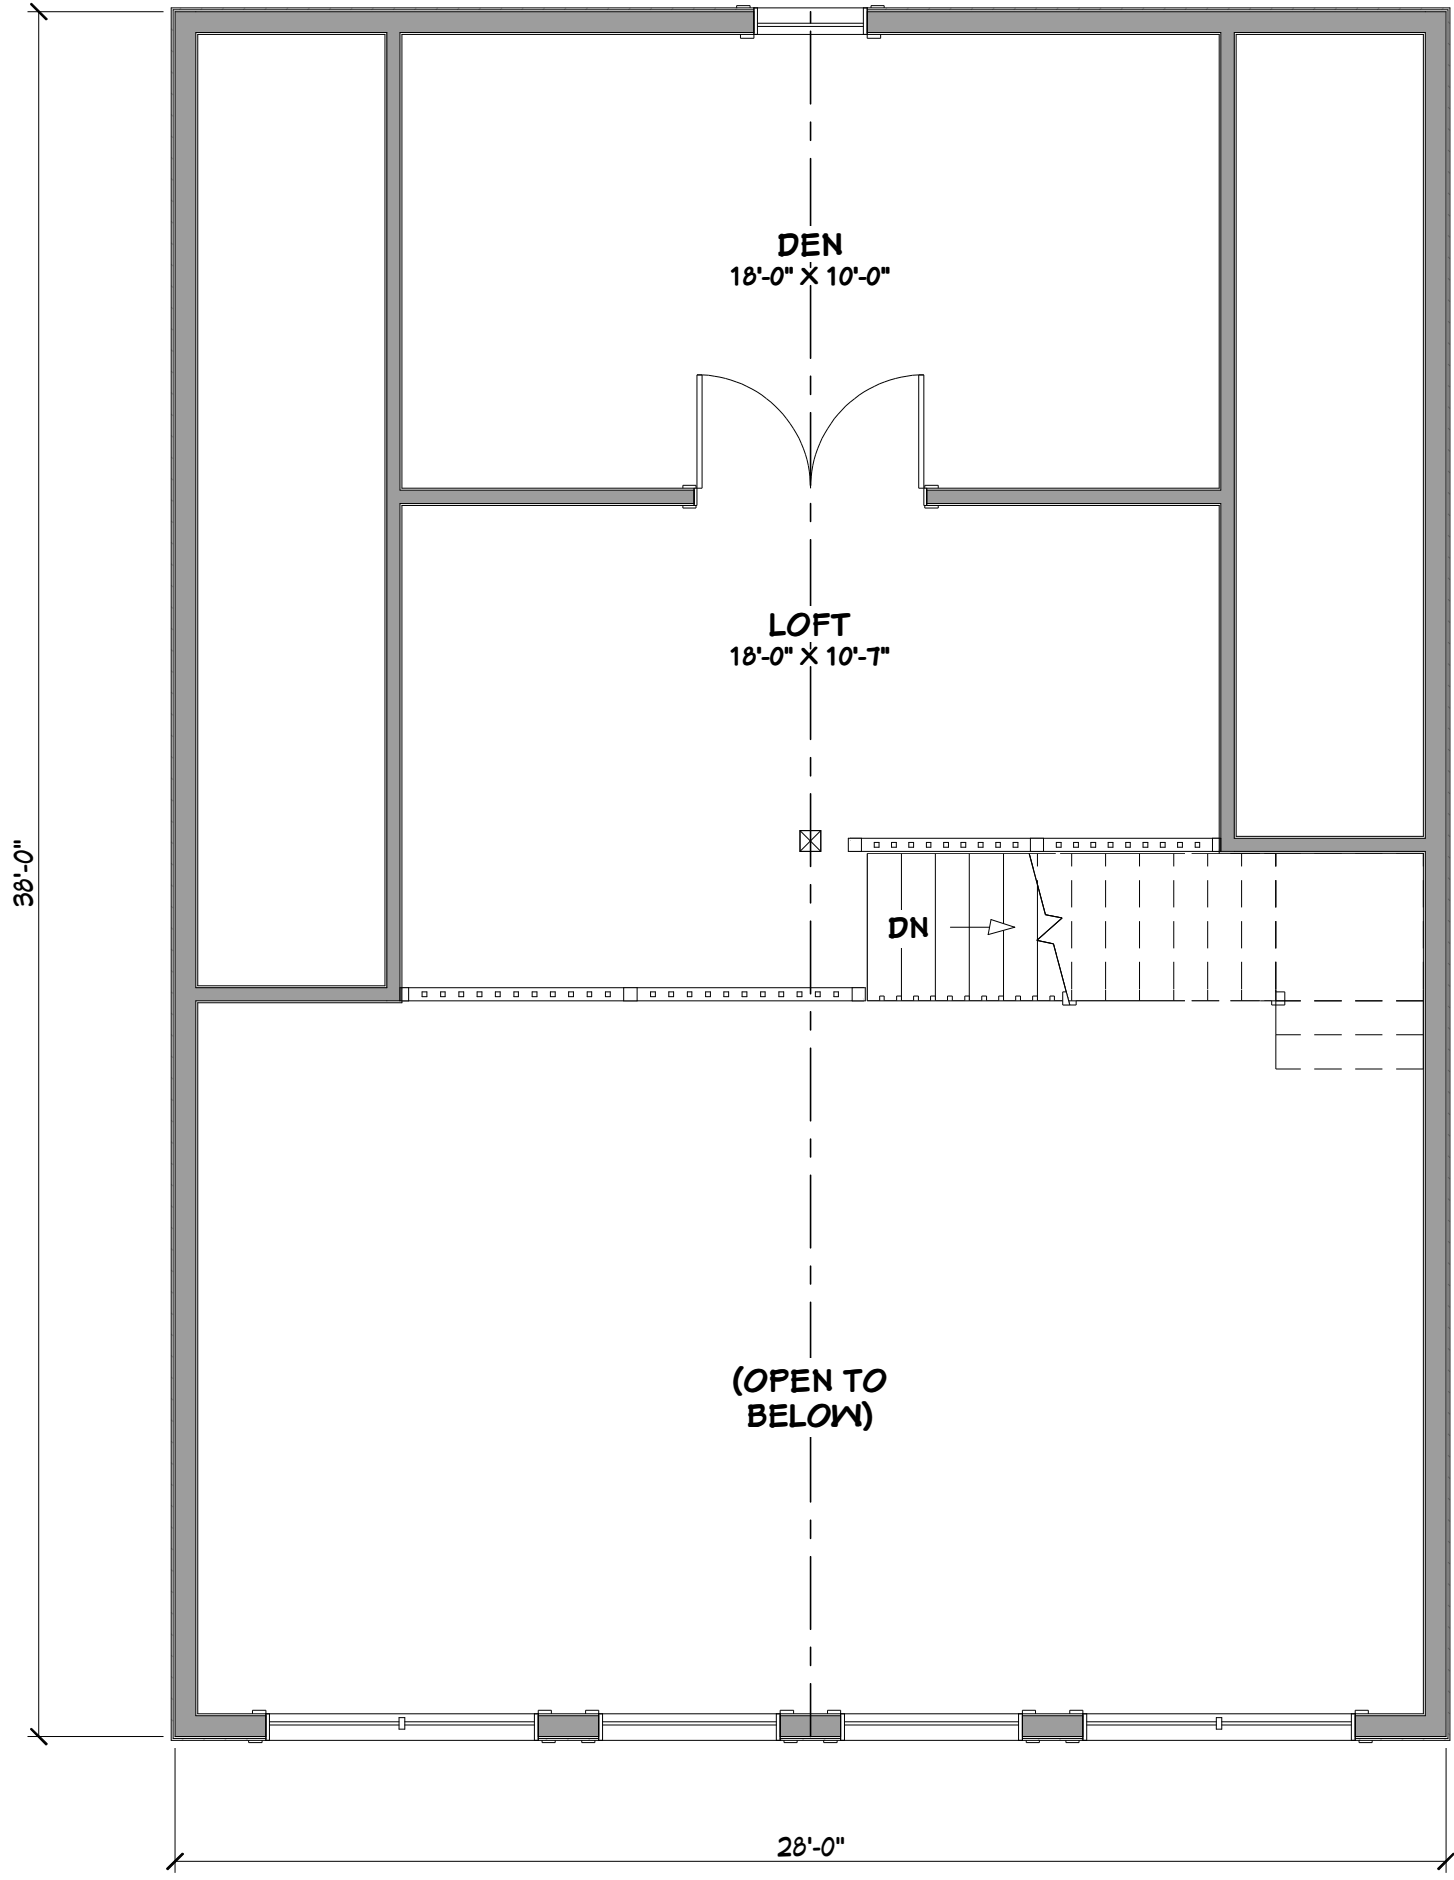 DEN
18'-0" X 10'-0"
LOFT
18'-0" X 10'-7"
38'-0"
DN
(OPEN TO
BELOW)
28'-0"